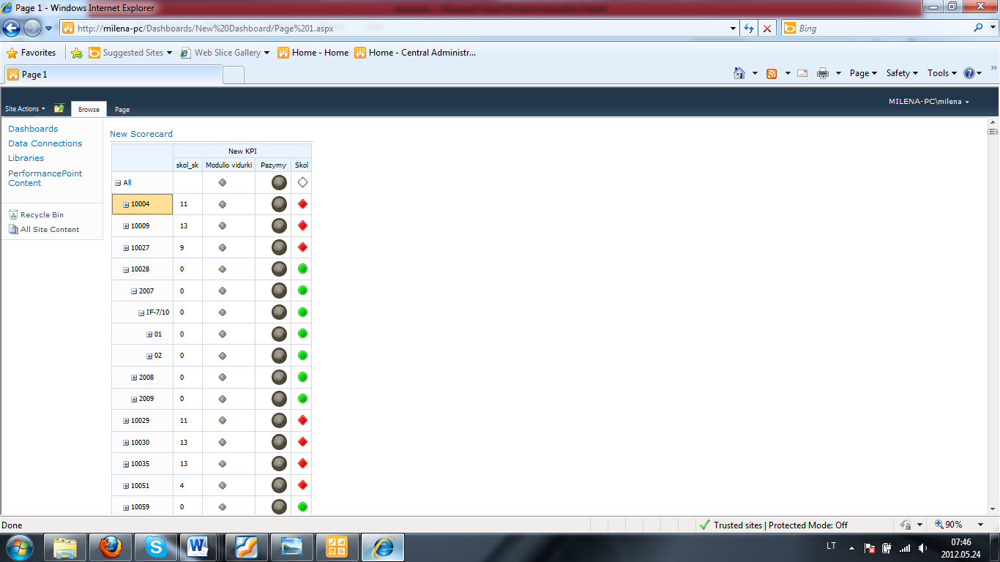 Page 1 - Windows Internet Explorer
http://milena-pc/Dashboards/New%20Dashboard/Page%201.aspx
Bing
Favorites
Suggested Sites
Web Slice Gallery
Home - Home
Home - Central Administr...
Page 1
Page
Safety
Tools
Site Actions
Browse
Page
MILENA-PC\milena
Dashboards
Data Connections
Libraries
PerformancePoint
Content
Recycle Bin
All Site Content
New Scorecard
New KPI
skol_sk Modulio vidurki Pazymy Skol
All
10004 11
10009 13
10027 9
10028 0
2007 0
IF-7/10 0
01 0
02 0
2008 0
2009 0
10029 11
10030 13
10035 13
10051 4
10059 0
Done
Trusted sites | Protected Mode: Off
90%
LT
07:46
2012.05.24